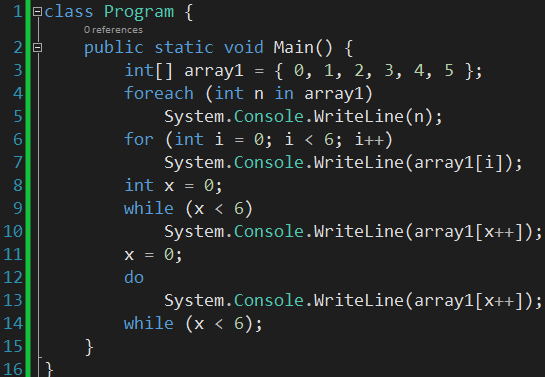 1 class Program {
0 references
2 public static void Main() {
3 int[] array1 = { 0, 1, 2, 3, 4, 5 };
4 foreach (int n in array1)
5 System.Console.WriteLine(n);
6 for (int i = 0; i < 6; i++)
7 System.Console.WriteLine(array1[i]);
8 int x = 0;
9 while (x < 6)
10 System.Console.WriteLine(array1[x++]);
11 x = 0;
12 do
13 System.Console.WriteLine(array1[x++]);
14 while (x < 6);
15 }
16 }